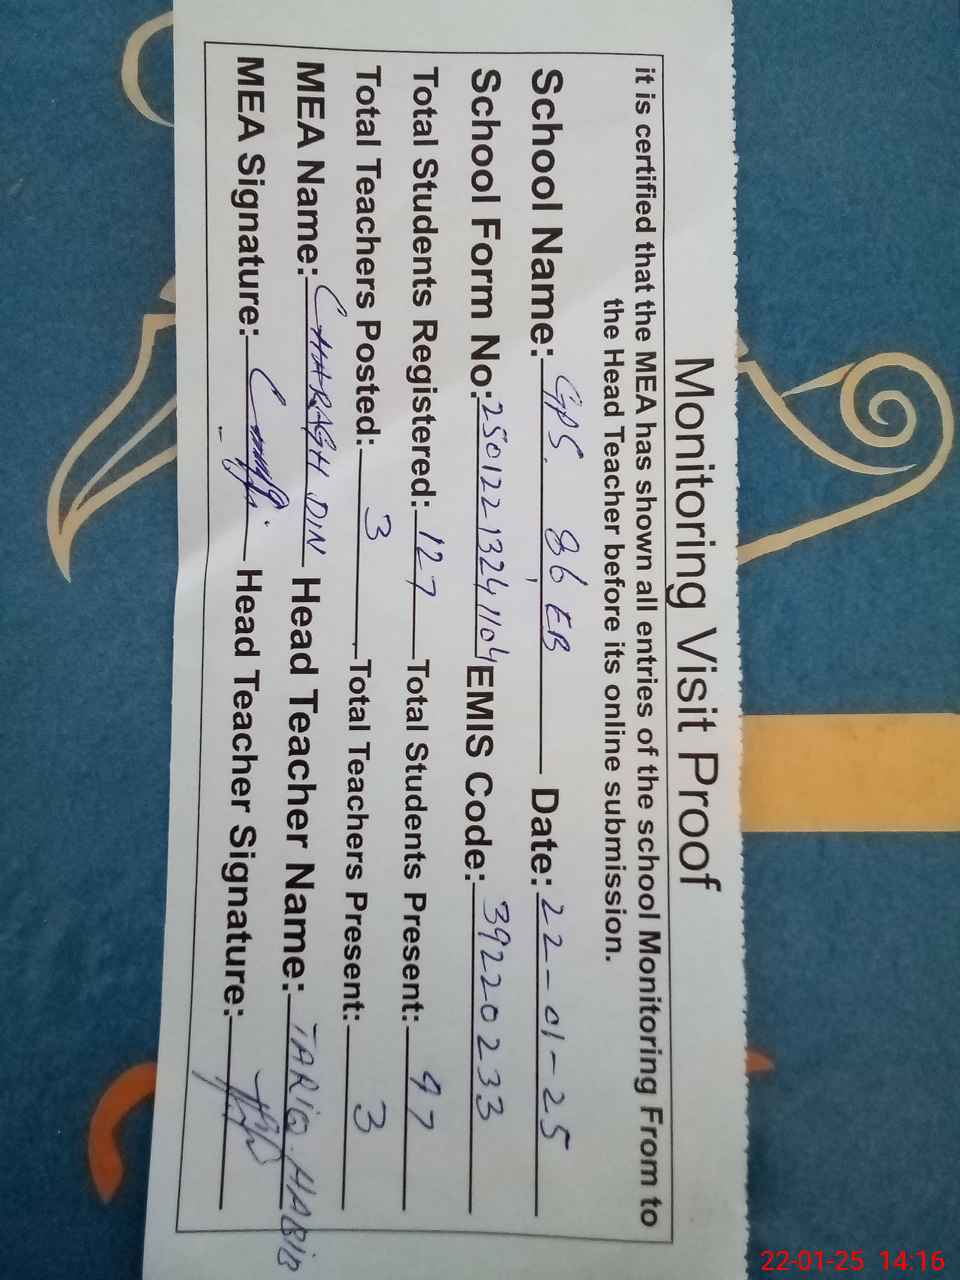 Monitoring Visit Proof
it is certified that the MEA has shown all entries of the school Monitoring From to
the Head Teacher before its online submission.
School Name: GPS. 86 EB Date: 22-01-25
School Form No: 25012213241104 EMIS Code: 39220233
Total Students Registered: 127 Total Students Present: 97
Total Teachers Posted: 3 Total Teachers Present: 3
MEA Name: CHARAGH DIN Head Teacher Name: TARIQ HABIB
MEA Signature: Head Teacher Signature:
22-01-25 14:16